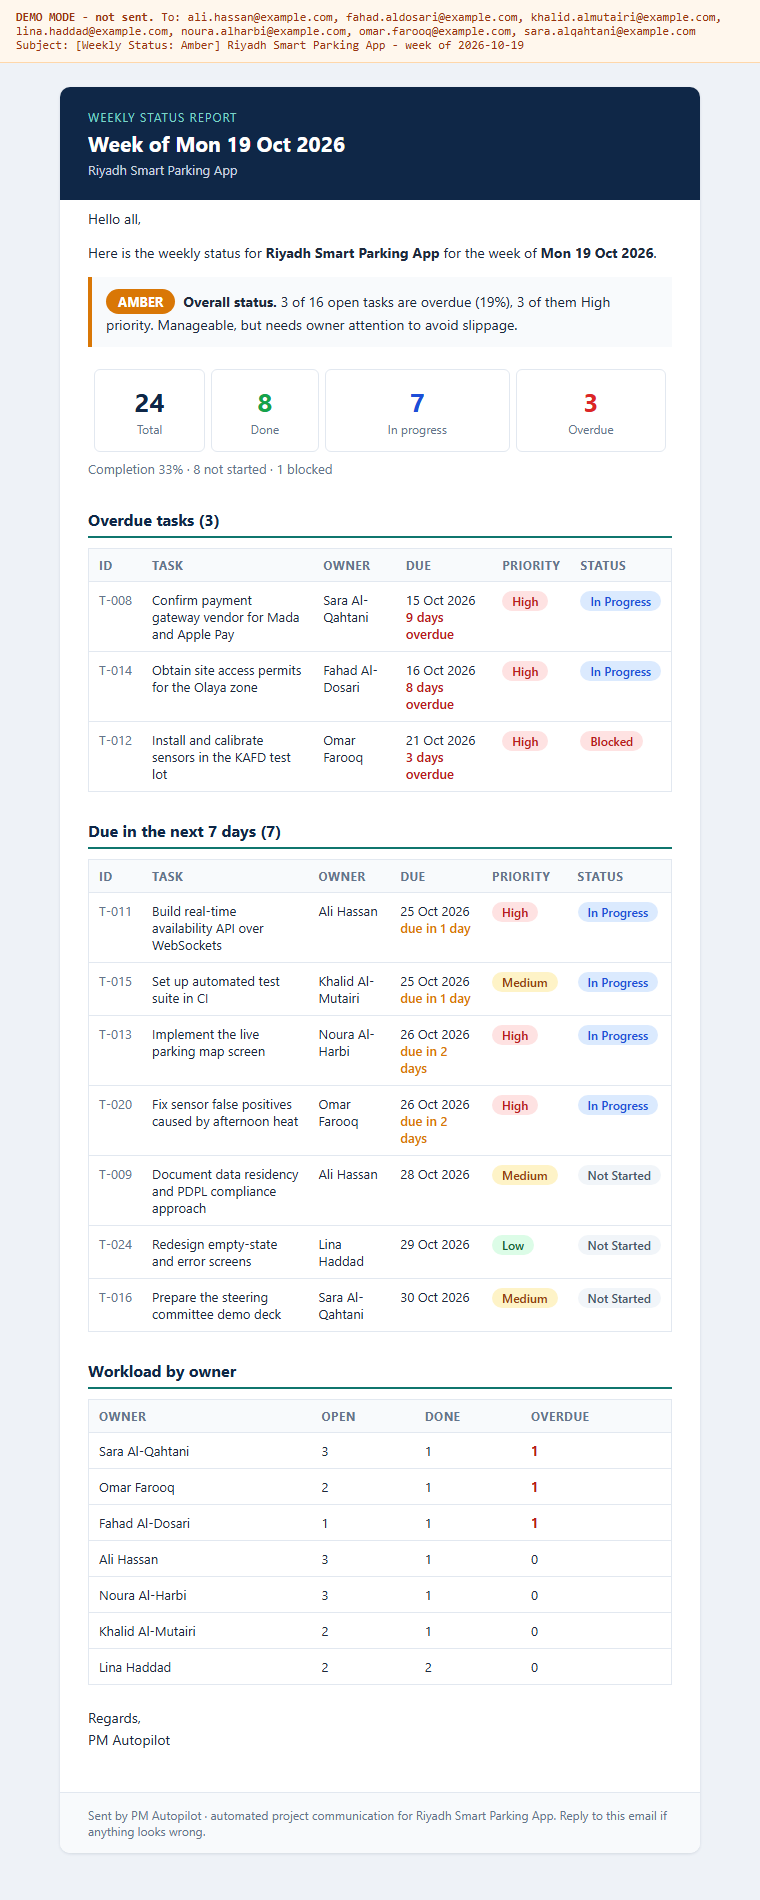 DEMO MODE - not sent. To: ali.hassan@example.com, fahad.aldosari@example.com, khalid.almutairi@example.com,
lina.haddad@example.com, noura.alharbi@example.com, omar.farooq@example.com, sara.alqahtani@example.com
Subject: [Weekly Status: Amber] Riyadh Smart Parking App - week of 2026-10-19
WEEKLY STATUS REPORT
Week of Mon 19 Oct 2026
Riyadh Smart Parking App
Hello all,
Here is the weekly status for Riyadh Smart Parking App for the week of Mon 19 Oct 2026.
AMBER Overall status. 3 of 16 open tasks are overdue (19%), 3 of them High
priority. Manageable, but needs owner attention to avoid slippage.
24 8 7 3
Total Done In progress Overdue
Completion 33% · 8 not started · 1 blocked
Overdue tasks (3)
ID TASK OWNER DUE PRIORITY STATUS
T-008 Confirm payment Sara Al- 15 Oct 2026 High In Progress
gateway vendor for Mada Qahtani 9 days
and Apple Pay overdue
T-014 Obtain site access permits Fahad Al- 16 Oct 2026 High In Progress
for the Olaya zone Dosari 8 days
overdue
T-012 Install and calibrate Omar 21 Oct 2026 High Blocked
sensors in the KAFD test Farooq 3 days
lot overdue
Due in the next 7 days (7)
ID TASK OWNER DUE PRIORITY STATUS
T-011 Build real-time Ali Hassan 25 Oct 2026 High In Progress
availability API over due in 1 day
WebSockets
T-015 Set up automated test Khalid Al- 25 Oct 2026 Medium In Progress
suite in CI Mutairi due in 1 day
T-013 Implement the live Noura Al- 26 Oct 2026 High In Progress
parking map screen Harbi due in 2
days
T-020 Fix sensor false positives Omar 26 Oct 2026 High In Progress
caused by afternoon heat Farooq due in 2
days
T-009 Document data residency Ali Hassan 28 Oct 2026 Medium Not Started
and PDPL compliance
approach
T-024 Redesign empty-state Lina 29 Oct 2026 Low Not Started
and error screens Haddad
T-016 Prepare the steering Sara Al- 30 Oct 2026 Medium Not Started
committee demo deck Qahtani
Workload by owner
OWNER OPEN DONE OVERDUE
Sara Al-Qahtani 3 1 1
Omar Farooq 2 1 1
Fahad Al-Dosari 1 1 1
Ali Hassan 3 1 0
Noura Al-Harbi 3 1 0
Khalid Al-Mutairi 2 1 0
Lina Haddad 2 2 0
Regards,
PM Autopilot
Sent by PM Autopilot · automated project communication for Riyadh Smart Parking App. Reply to this email if
anything looks wrong.